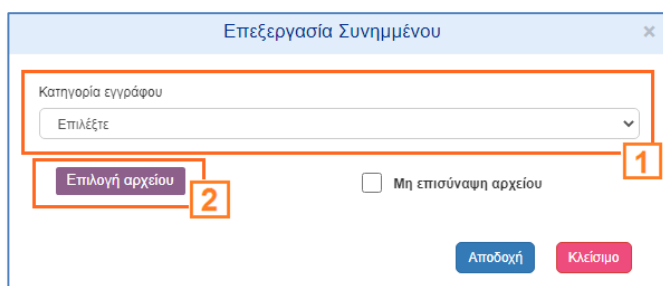 Επεξεργασία Συνημμένου ×
Κατηγορία εγγράφου
Επιλέξτε
1
Επιλογή αρχείου
2
Μη επισύναψη αρχείου
Αποδοχή Κλείσιμο